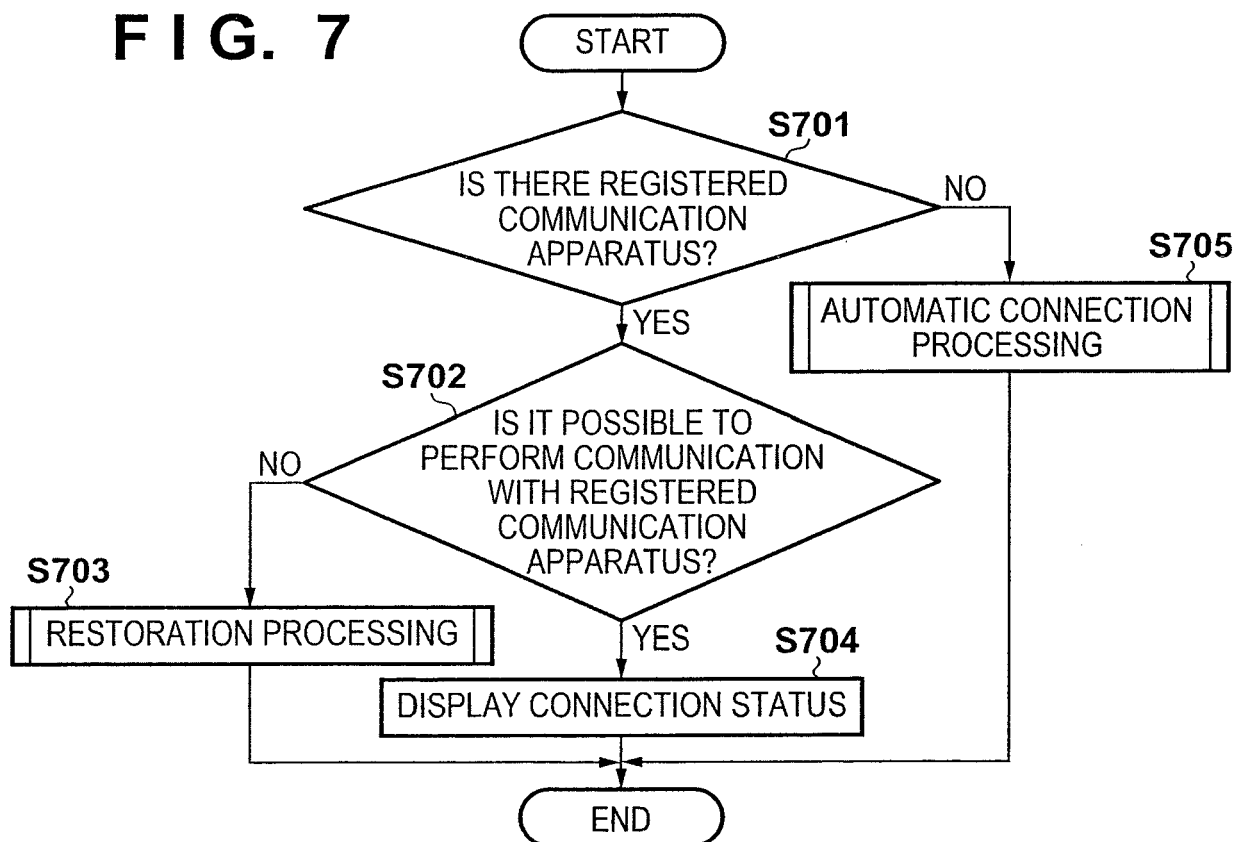 FIG. 7
START
S701
IS THERE REGISTERED
COMMUNICATION
APPARATUS?
NO
S705
AUTOMATIC CONNECTION
PROCESSING
YES
S702
IS IT POSSIBLE TO
PERFORM COMMUNICATION
WITH REGISTERED
COMMUNICATION
APPARATUS?
NO
S703
RESTORATION PROCESSING
YES
S704
DISPLAY CONNECTION STATUS
END